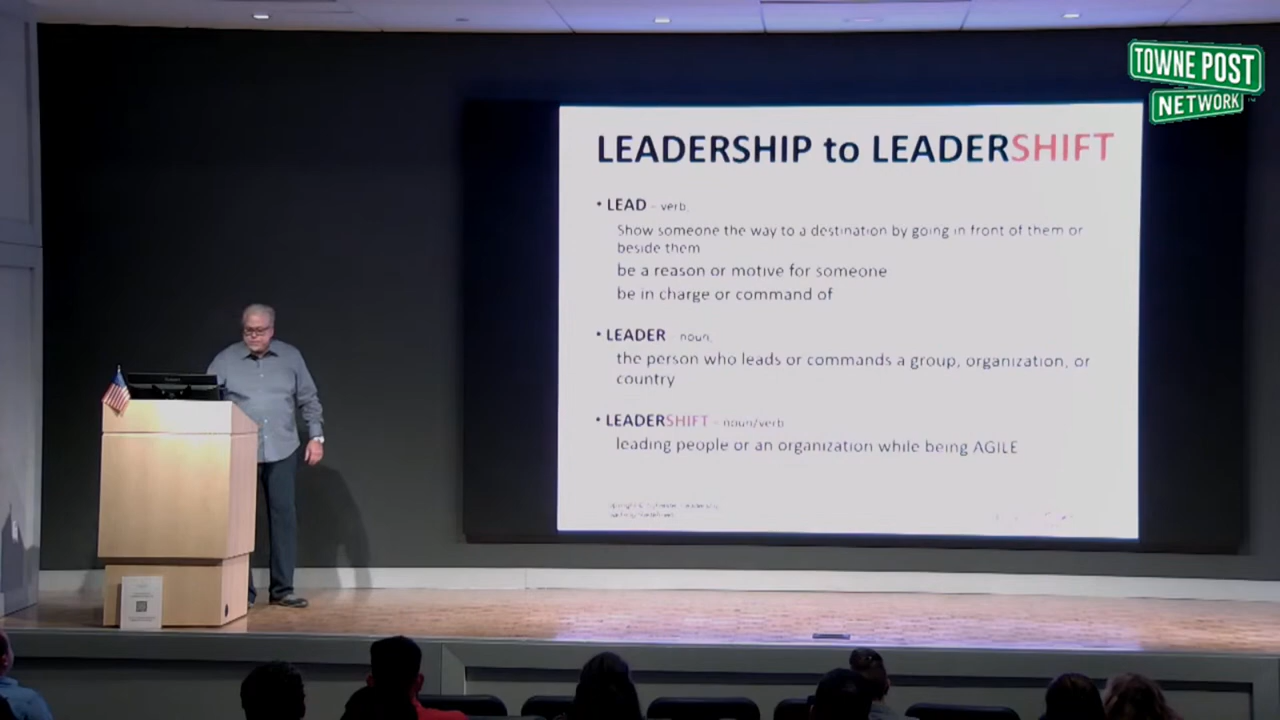 TOWNE POST
NETWORK
LEADERSHIP to LEADERSHIFT
• LEAD - verb,
Show someone the way to a destination by going in front of them or
beside them
be a reason or motive for someone
be in charge or command of
• LEADER - noun,
the person who leads or commands a group, organization, or
country
• LEADERSHIFT - noun/verb
leading people or an organization while being AGILE